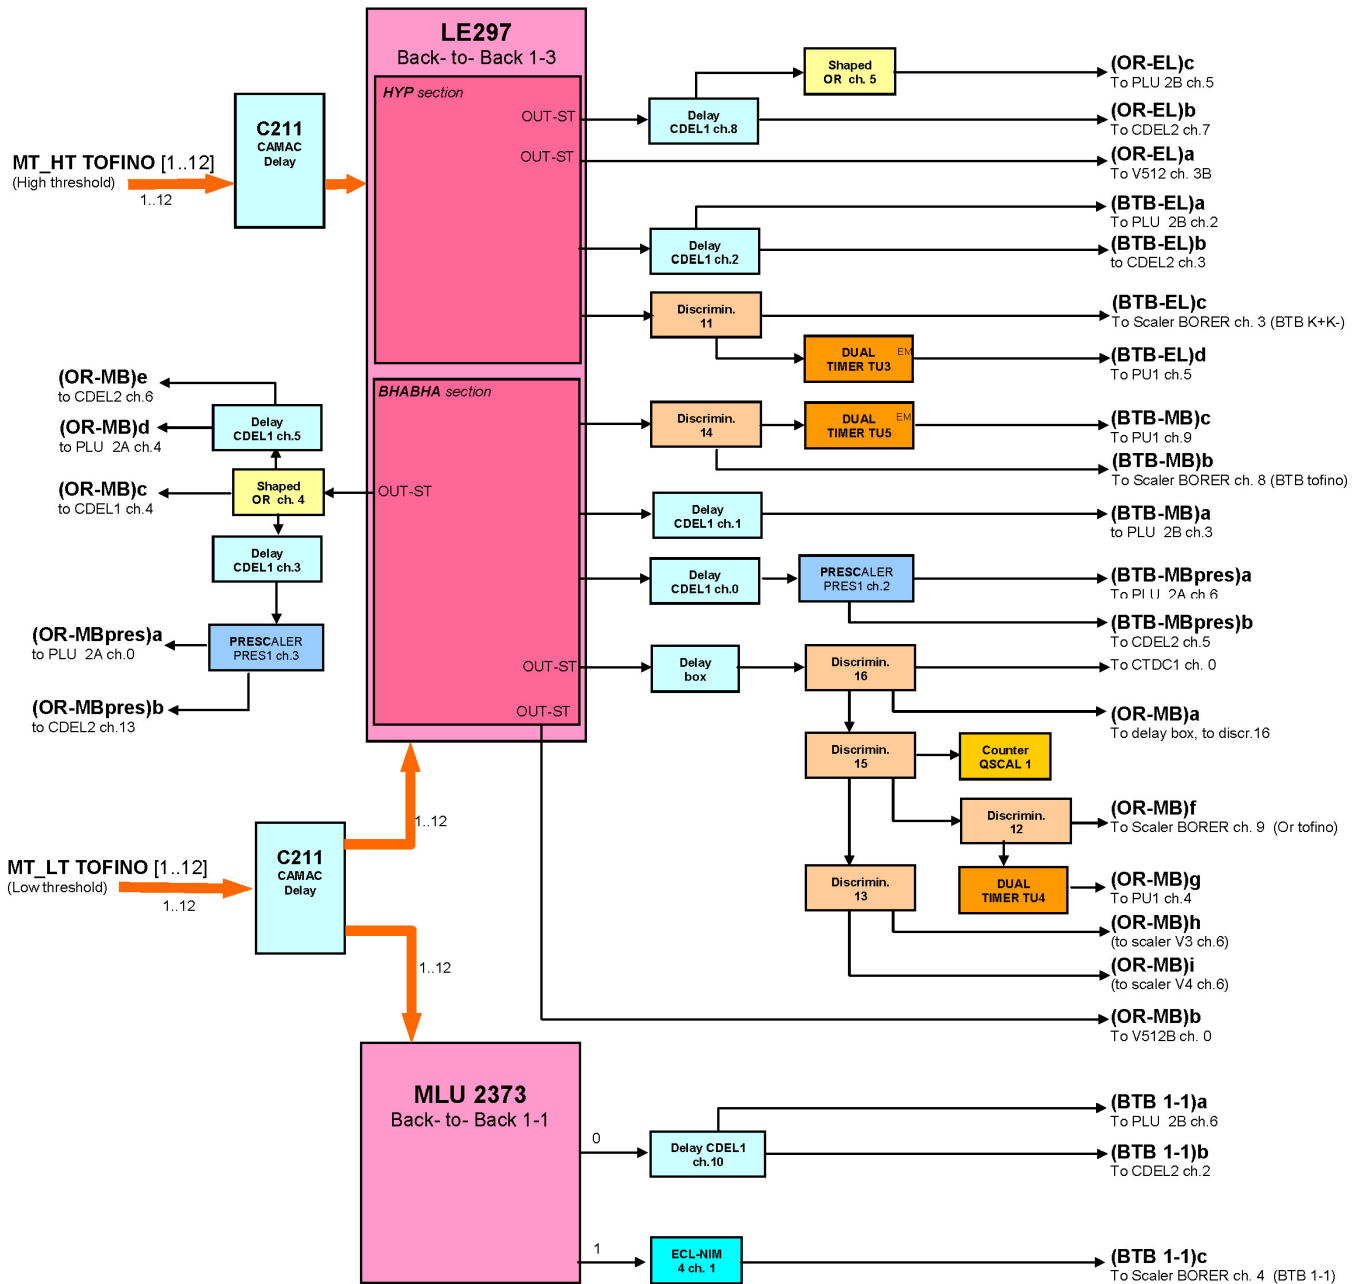 LE297
Back- to- Back 1-3
HYP section
OUT-ST
OUT-ST
C211
CAMAC
Delay
MT_HT TOFINO [1..12]
(High threshold)
1..12
Shaped
OR ch. 5
(OR-EL)c
To PLU 2B ch.5
Delay
CDEL1 ch.8
(OR-EL)b
To CDEL2 ch.7
(OR-EL)a
To V512 ch. 3B
(BTB-EL)a
To PLU 2B ch.2
Delay
CDEL1 ch.2
(BTB-EL)b
to CDEL2 ch.3
Discrimin.
11
(BTB-EL)c
To Scaler BORER ch. 3 (BTB K+K-)
DUAL
TIMER TU3
EM
(BTB-EL)d
To PU1 ch.5
BHABHA section
OUT-ST
OUT-ST
OUT-ST
(OR-MB)e
to CDEL2 ch.6
Delay
CDEL1 ch.5
(OR-MB)d
to PLU 2A ch.4
Shaped
OR ch. 4
(OR-MB)c
to CDEL1 ch.4
Delay
CDEL1 ch.3
PRESCALER
PRES1 ch.3
(OR-MBpres)a
to PLU 2A ch.0
(OR-MBpres)b
to CDEL2 ch.13
Discrimin.
14
DUAL
TIMER TU5
EM
(BTB-MB)c
To PU1 ch.9
(BTB-MB)b
To Scaler BORER ch. 8 (BTB tofino)
Delay
CDEL1 ch.1
(BTB-MB)a
to PLU 2B ch.3
Delay
CDEL1 ch.0
PRESCALER
PRES1 ch.2
(BTB-MBpres)a
To PLU 2A ch.6
(BTB-MBpres)b
To CDEL2 ch.5
Delay
box
Discrimin.
16
To CTDC1 ch. 0
(OR-MB)a
To delay box, to discr.16
Discrimin.
15
Counter
QSCAL 1
Discrimin.
12
(OR-MB)f
To Scaler BORER ch. 9 (Or tofino)
Discrimin.
13
DUAL
TIMER TU4
(OR-MB)g
To PU1 ch.4
(OR-MB)h
(to scaler V3 ch.6)
(OR-MB)i
(to scaler V4 ch.6)
(OR-MB)b
To V512B ch. 0
MT_LT TOFINO [1..12]
(Low threshold)
1..12
C211
CAMAC
Delay
1..12
1..12
MLU 2373
Back- to- Back 1-1
0
Delay CDEL1
ch.10
(BTB 1-1)a
To PLU 2B ch.6
(BTB 1-1)b
To CDEL2 ch.2
1
ECL-NIM
4 ch. 1
(BTB 1-1)c
To Scaler BORER ch. 4 (BTB 1-1)